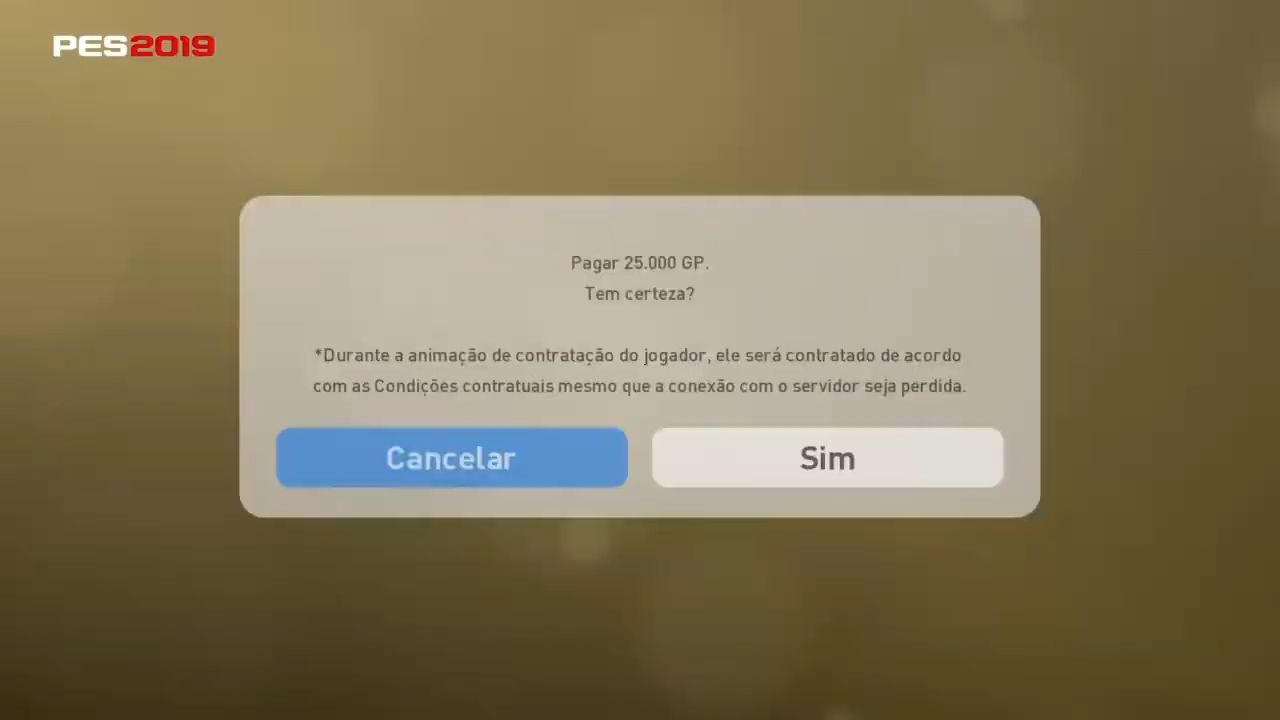 PES2019
Pagar 25.000 GP.
Tem certeza?
*Durante a animação de contratação do jogador, ele será contratado de acordo
com as Condições contratuais mesmo que a conexão com o servidor seja perdida.
Cancelar
Sim